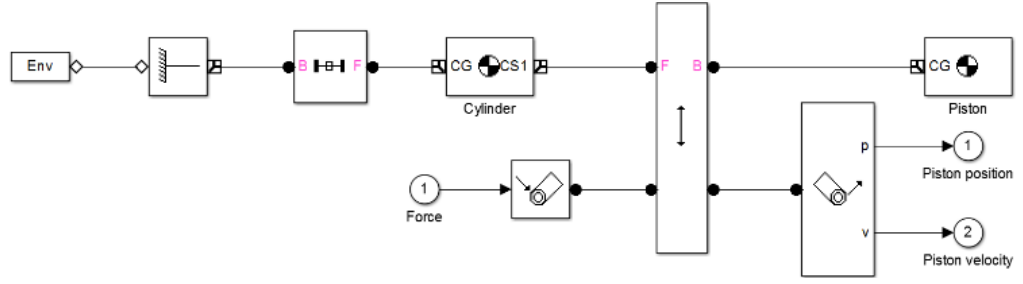 Env
B F
CG CS1
Cylinder
F B
CG
Piston
1
Force
p
1
Piston position
v
2
Piston velocity